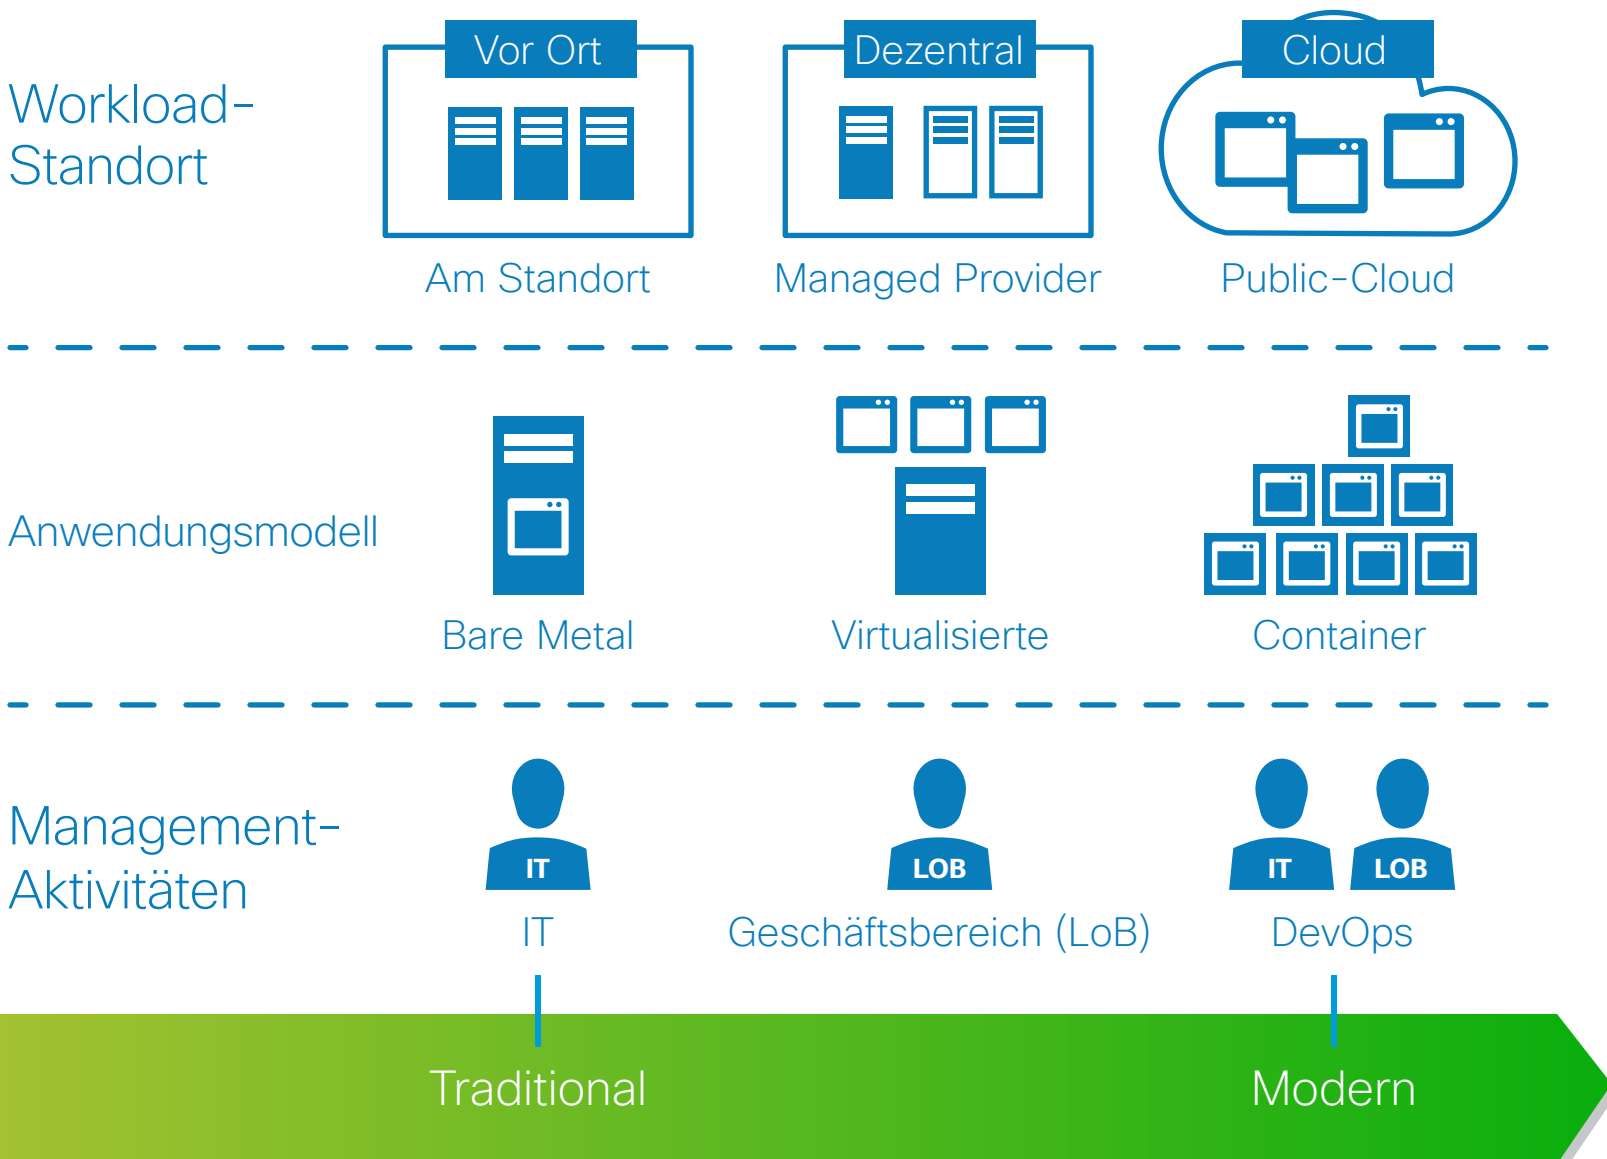 Vor Ort
Dezentral
Cloud
Workload-
Standort
Am Standort
Managed Provider
Public-Cloud
Anwendungsmodell
Bare Metal
Virtualisierte
Container
Management-
Aktivitäten
IT
LOB
IT
LOB
IT
Geschäftsbereich (LoB)
DevOps
Traditional
Modern